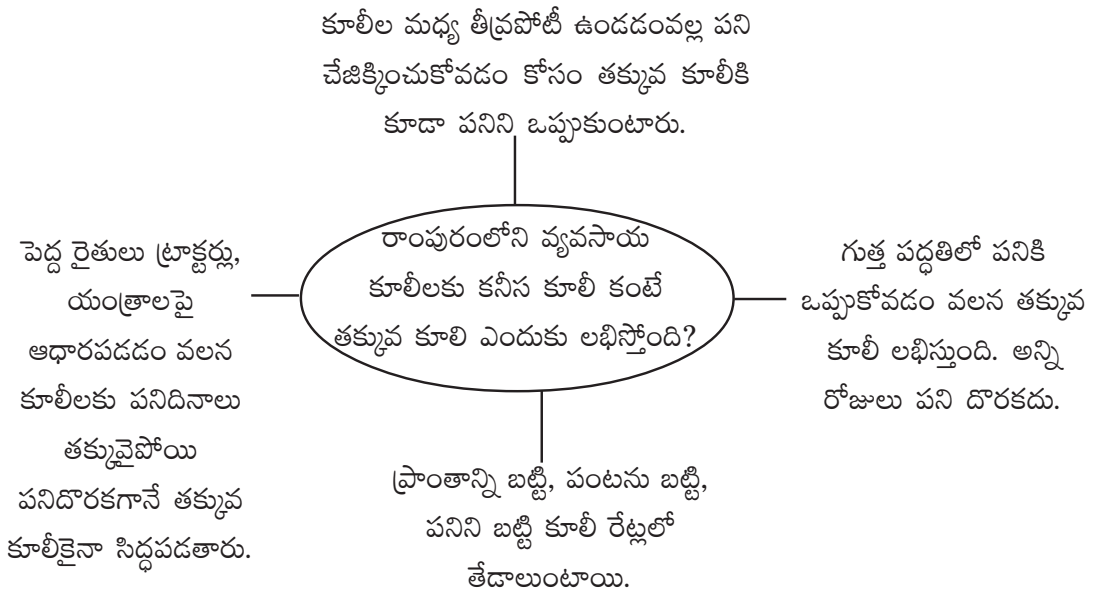 కూలీల మధ్య తీవ్రపోటీ ఉండడంవల్ల పని
చేజిక్కించుకోవడం కోసం తక్కువ కూలీకి
కూడా పనిని ఒప్పుకుంటారు.
రాంపురంలోని వ్యవసాయ
కూలీలకు కనీస కూలీ కంటే
తక్కువ కూలి ఎందుకు లభిస్తోంది?
పెద్ద రైతులు ట్రాక్టర్లు,
యంత్రాలపై
ఆధారపడడం వలన
కూలీలకు పనిదినాలు
తక్కువైపోయి
పనిదొరకగానే తక్కువ
కూలీకైనా సిద్ధపడతారు.
గుత్త పద్ధతిలో పనికి
ఒప్పుకోవడం వలన తక్కువ
కూలీ లభిస్తుంది. అన్ని
రోజులు పని దొరకదు.
ప్రాంతాన్ని బట్టి, పంటను బట్టి,
పనిని బట్టి కూలీ రేట్లలో
తేడాలుంటాయి.